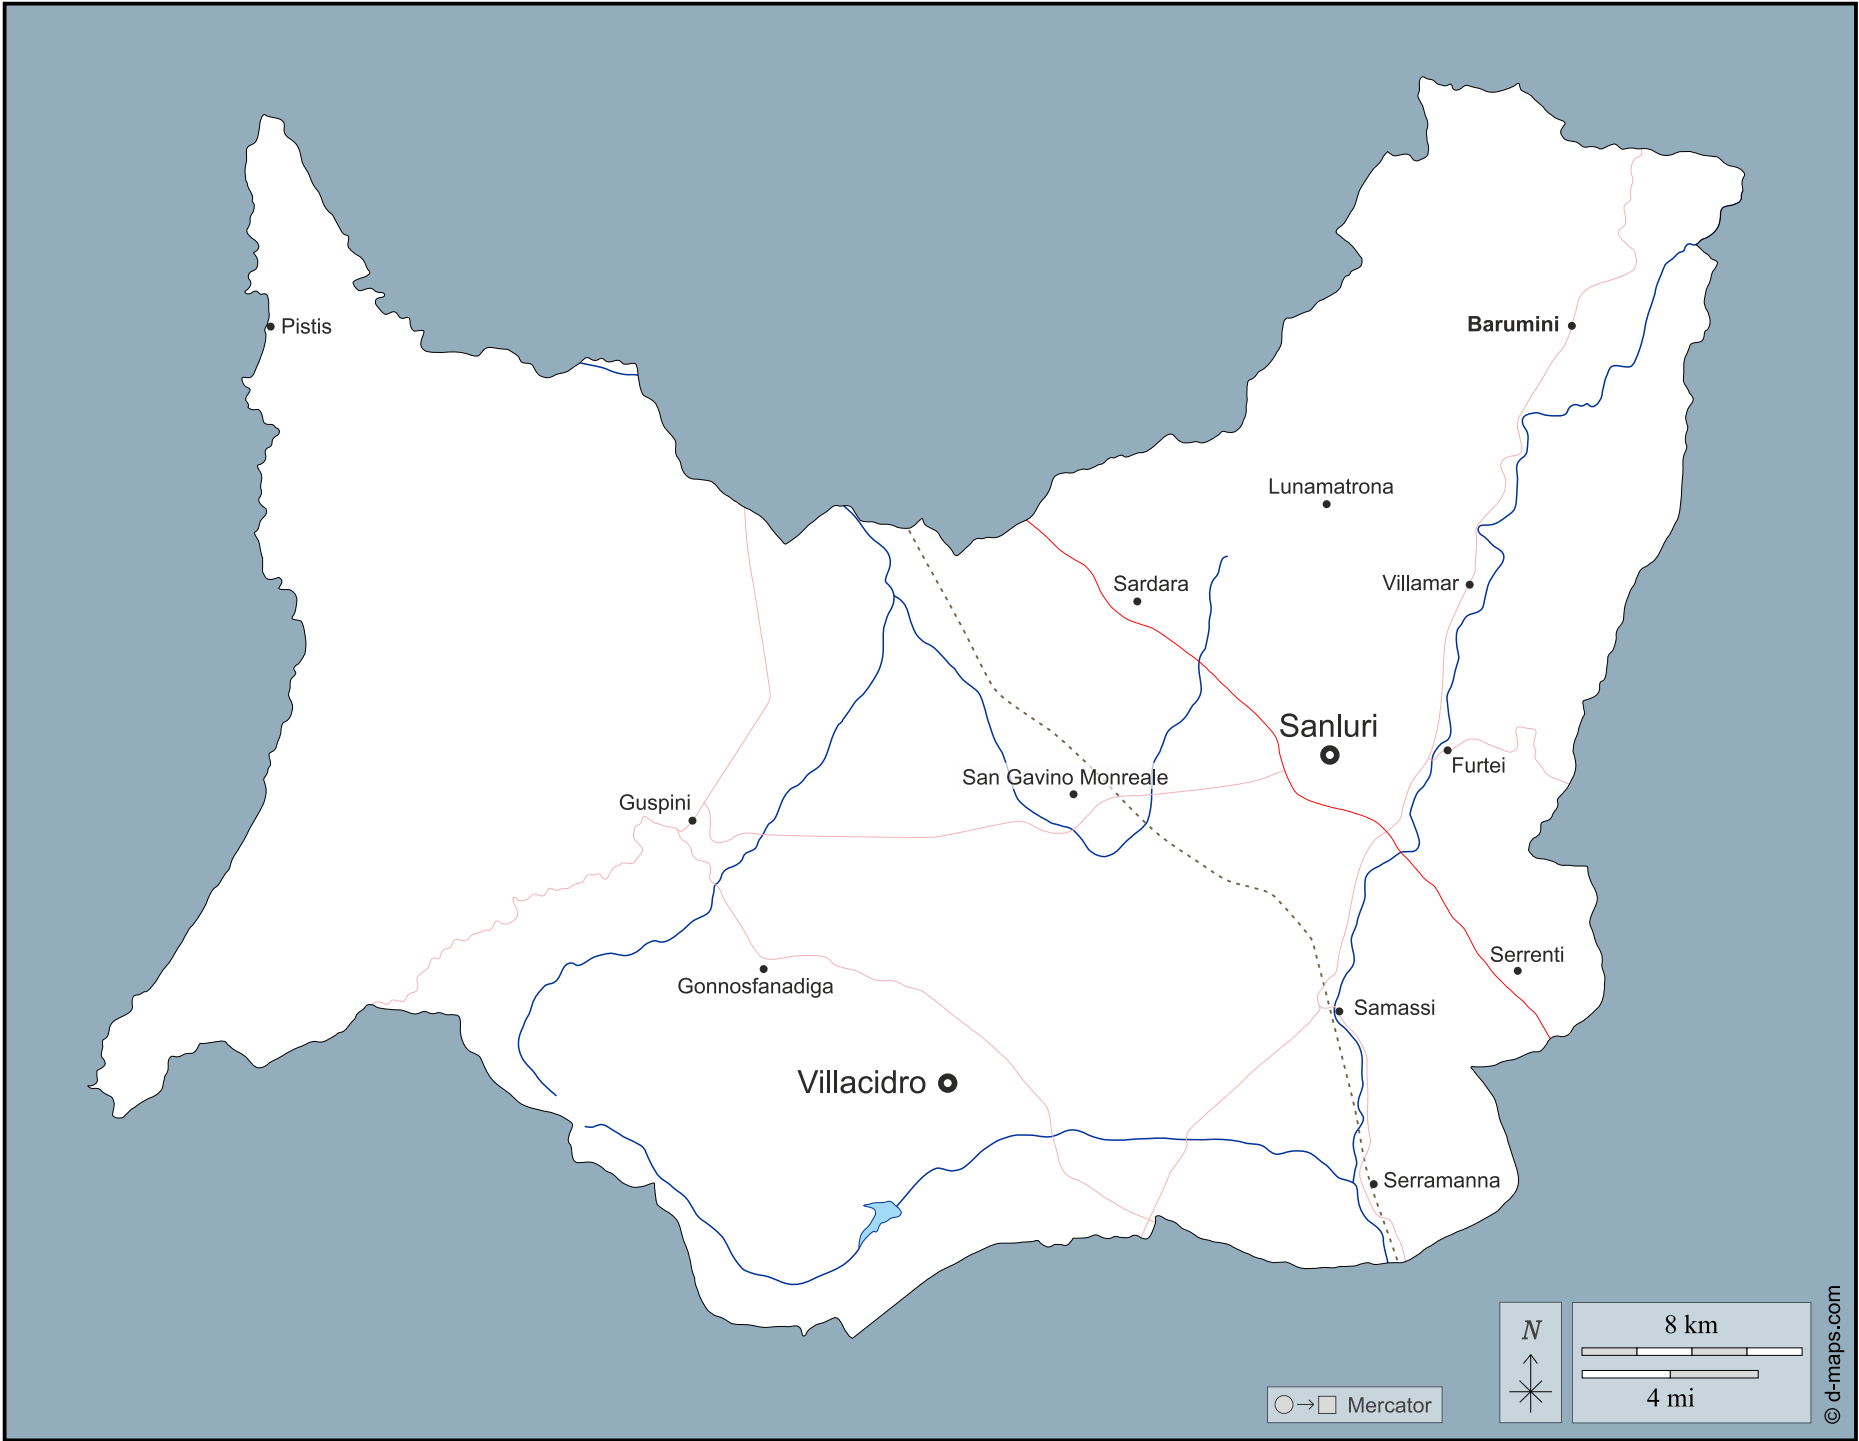 Pistis
Barumini
Lunamatrona
Sardara
Villamar
Sanluri
Furtei
San Gavino Monreale
Guspini
Serrenti
Gonnosfanadiga
Samassi
Villacidro
Serramanna
N
8 km
4 mi
Mercator
© d-maps.com